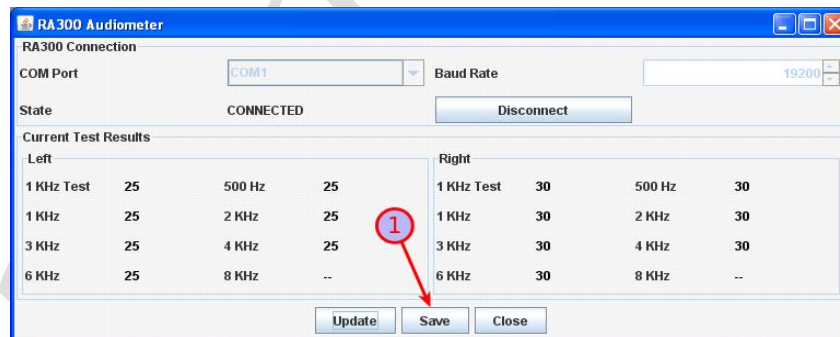 RA300 Audiometer
RA300 Connection
COM Port COM1 Baud Rate 19200
State CONNECTED Disconnect
Current Test Results
Left Right
1 KHz Test 25 500 Hz 25 1 KHz Test 30 500 Hz 30
1 KHz 25 2 KHz 25 1 KHz 30 2 KHz 30
3 KHz 25 4 KHz 25 3 KHz 30 4 KHz 30
6 KHz 25 8 KHz -- 6 KHz 30 8 KHz --
1
Update Save Close